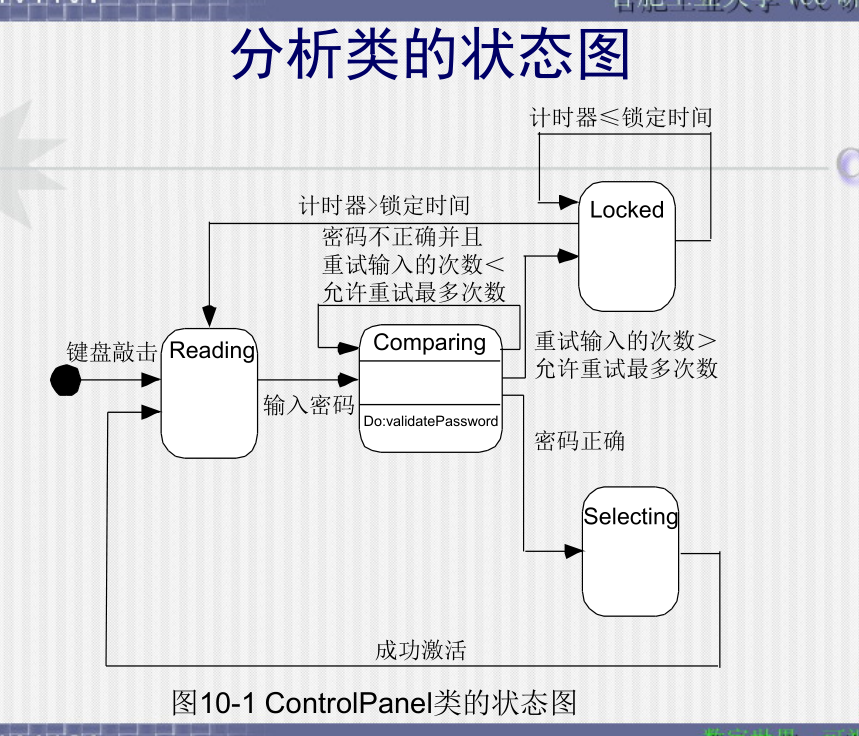 分析类的状态图
计时器≤锁定时间
Locked
计时器>锁定时间
密码不正确并且
重试输入的次数<
允许重试最多次数
键盘敲击
Reading
输入密码
Comparing
Do:validatePassword
重试输入的次数>
允许重试最多次数
密码正确
Selecting
成功激活
图10-1 ControlPanel类的状态图